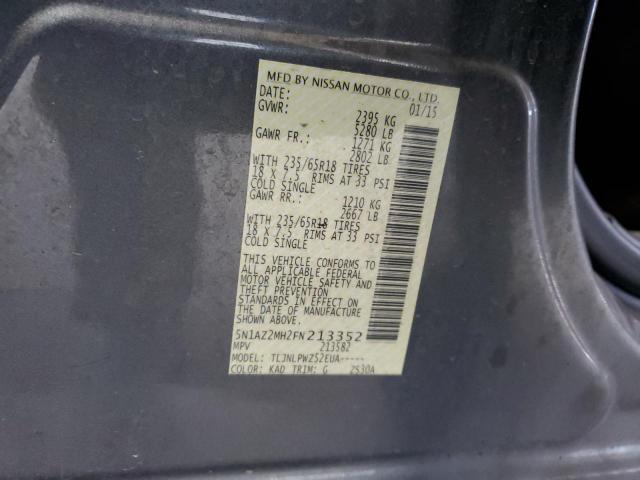 MFD BY NISSAN MOTOR CO., LTD.
DATE: 01/15
GVWR: 2395 KG
5280 LB
GAWR FR.: 1271 KG
2802 LB
WITH 235/65R18 TIRES
18 X 7.5 RIMS AT 33 PSI
COLD SINGLE
GAWR RR.: 1210 KG
2667 LB
WITH 235/65R18 TIRES
18 X 7.5 RIMS AT 33 PSI
COLD SINGLE
THIS VEHICLE CONFORMS TO
ALL APPLICABLE FEDERAL
MOTOR VEHICLE SAFETY AND
THEFT PREVENTION
STANDARDS IN EFFECT ON
THE DATE OF MANUFACTURE
SHOWN ABOVE.
5N1AZ2MH2FN213352
MPV 213582
MODEL: TLJNLPWZ52EUA-----
COLOR: KAD TRIM: G ZS30A